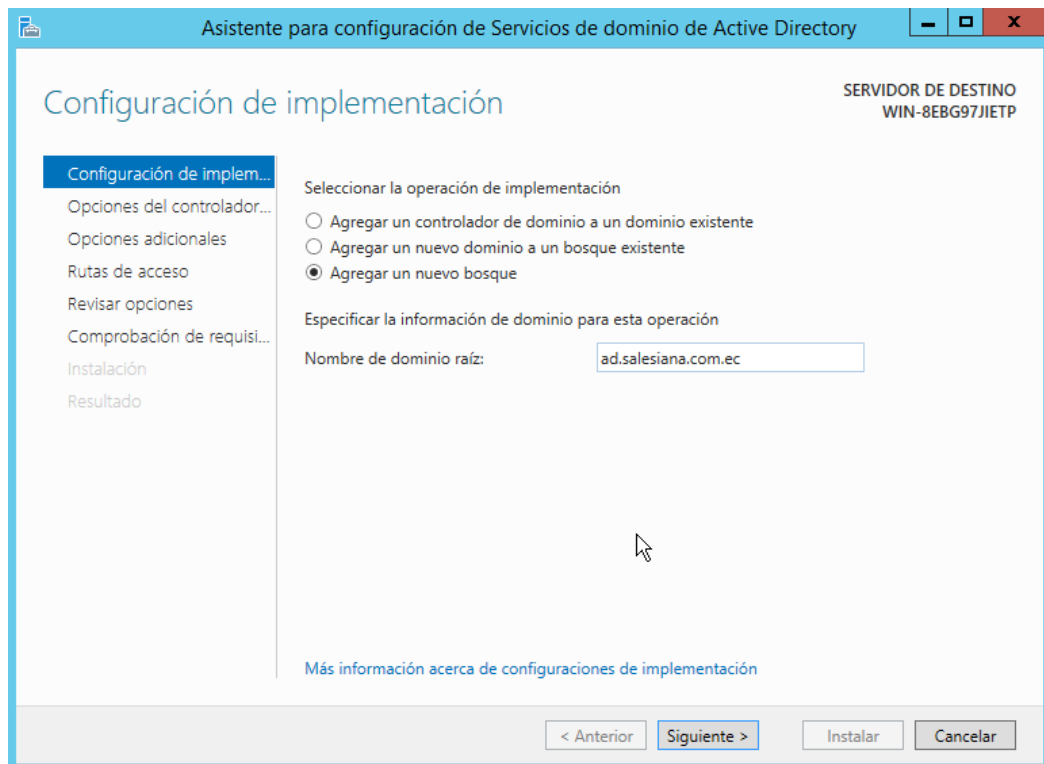 Asistente para configuración de Servicios de dominio de Active Directory
Configuración de implementación
SERVIDOR DE DESTINO
WIN-8EBG97JIETP
Configuración de implem...
Opciones del controlador...
Opciones adicionales
Rutas de acceso
Revisar opciones
Comprobación de requisi...
Instalación
Resultado
Seleccionar la operación de implementación
Agregar un controlador de dominio a un dominio existente
Agregar un nuevo dominio a un bosque existente
Agregar un nuevo bosque
Especificar la información de dominio para esta operación
Nombre de dominio raíz: ad.salesiana.com.ec
Más información acerca de configuraciones de implementación
< Anterior Siguiente > Instalar Cancelar